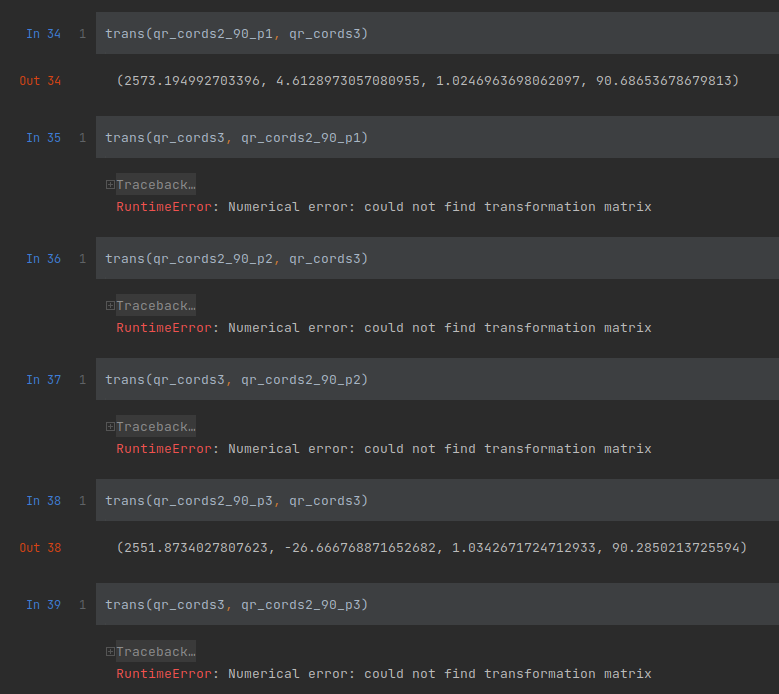 In 34 1 trans(qr_cords2_90_p1, qr_cords3)
Out 34 (2573.194992703396, 4.6128973057080955, 1.0246963698062097, 90.68653678679813)
In 35 1 trans(qr_cords3, qr_cords2_90_p1)
Traceback…
RuntimeError: Numerical error: could not find transformation matrix
In 36 1 trans(qr_cords2_90_p2, qr_cords3)
Traceback…
RuntimeError: Numerical error: could not find transformation matrix
In 37 1 trans(qr_cords3, qr_cords2_90_p2)
Traceback…
RuntimeError: Numerical error: could not find transformation matrix
In 38 1 trans(qr_cords2_90_p3, qr_cords3)
Out 38 (2551.8734027807623, -26.666768871652682, 1.0342671724712933, 90.2850213725594)
In 39 1 trans(qr_cords3, qr_cords2_90_p3)
Traceback…
RuntimeError: Numerical error: could not find transformation matrix